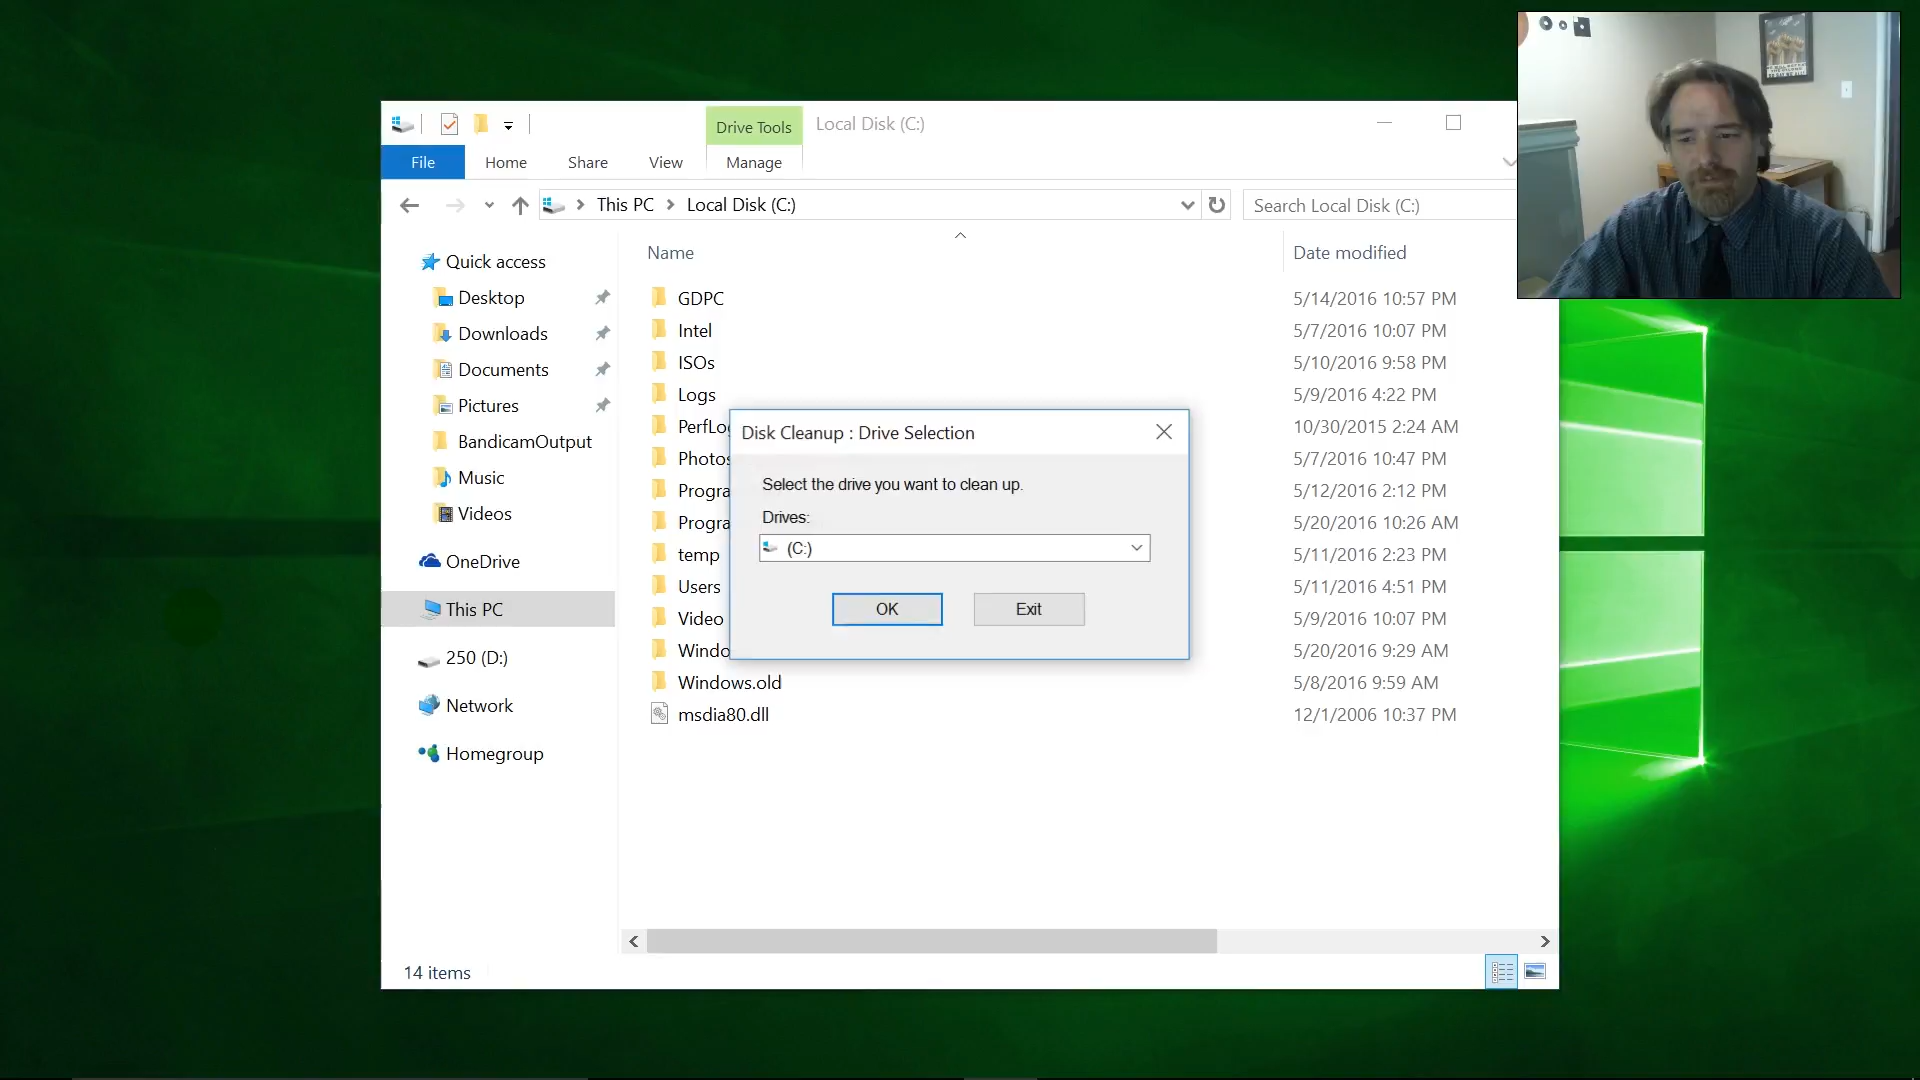 Drive Tools
Local Disk (C:)
File
Home
Share
View
Manage
This PC
Local Disk (C:)
Search Local Disk (C:)
Quick access
Desktop
Downloads
Documents
Pictures
BandicamOutput
Music
Videos
OneDrive
This PC
250 (D:)
Network
Homegroup
Name
Date modified
GDPC
5/14/2016 10:57 PM
Intel
5/7/2016 10:07 PM
ISOs
5/10/2016 9:58 PM
Logs
5/9/2016 4:22 PM
PerfLog
10/30/2015 2:24 AM
Photos
5/7/2016 10:47 PM
Progra
5/12/2016 2:12 PM
Progra
5/20/2016 10:26 AM
temp
5/11/2016 2:23 PM
Users
5/11/2016 4:51 PM
Video
5/9/2016 10:07 PM
Windo
5/20/2016 9:29 AM
Windows.old
5/8/2016 9:59 AM
msdia80.dll
12/1/2006 10:37 PM
Disk Cleanup : Drive Selection
Select the drive you want to clean up.
Drives:
(C:)
OK
Exit
14 items